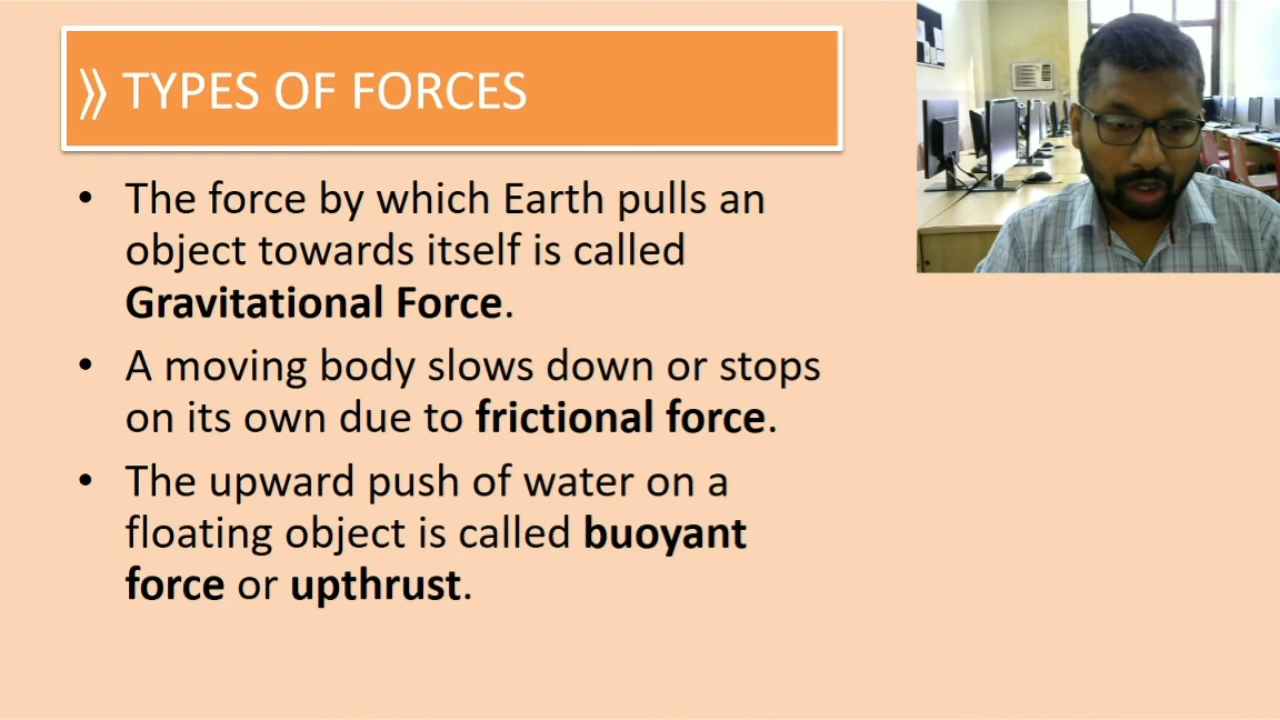 ⟫ TYPES OF FORCES
• The force by which Earth pulls an
object towards itself is called
Gravitational Force.
• A moving body slows down or stops
on its own due to frictional force.
• The upward push of water on a
floating object is called buoyant
force or upthrust.